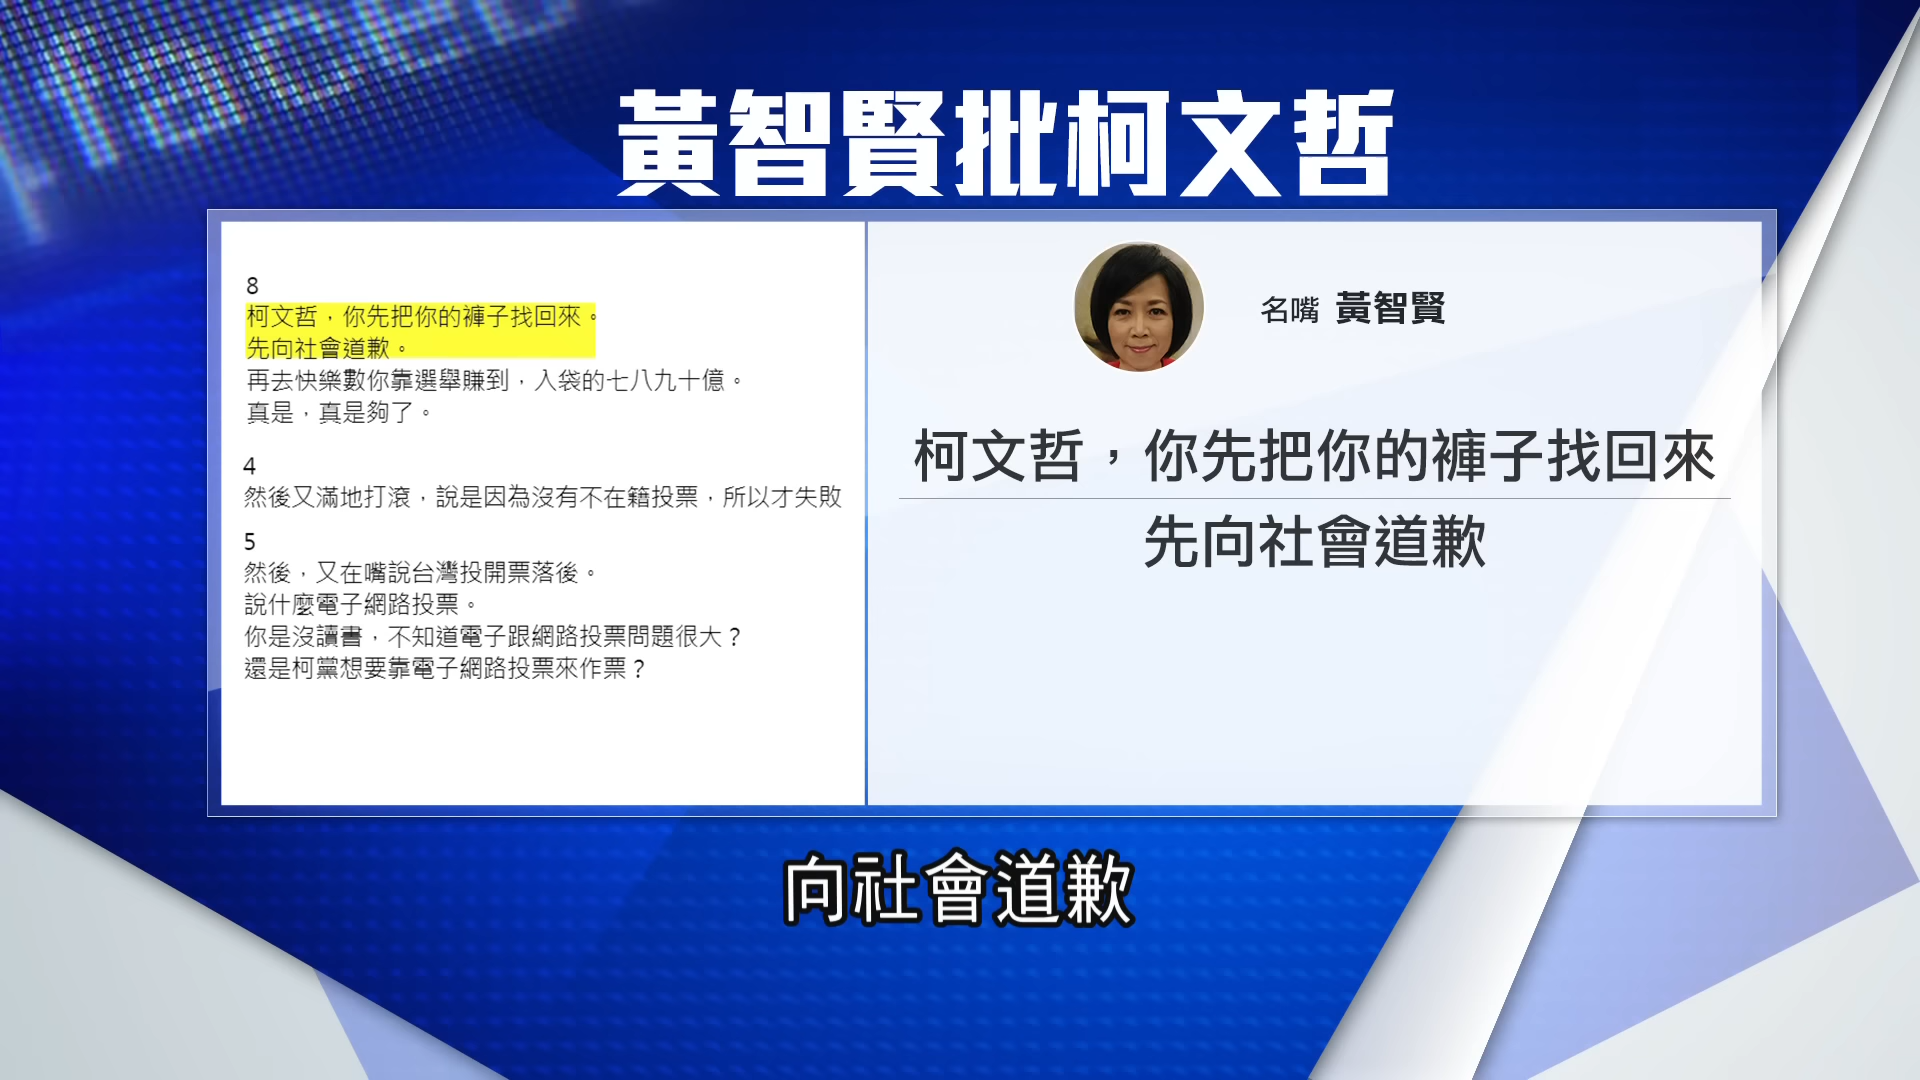 黃智賢批柯文哲
8
柯文哲，你先把你的褲子找回來。
先向社會道歉。
再去快樂數你靠選舉賺到，入袋的七八九十億。
真是，真是夠了。
4
然後又滿地打滾，說是因為沒有不在籍投票，所以才失敗
5
然後，又在嘴說台灣投開票落後。
說什麼電子網路投票。
你是沒讀書，不知道電子跟網路投票問題很大？
還是柯黨想要靠電子網路投票來作票？
名嘴 黃智賢
柯文哲，你先把你的褲子找回來
先向社會道歉
向社會道歉